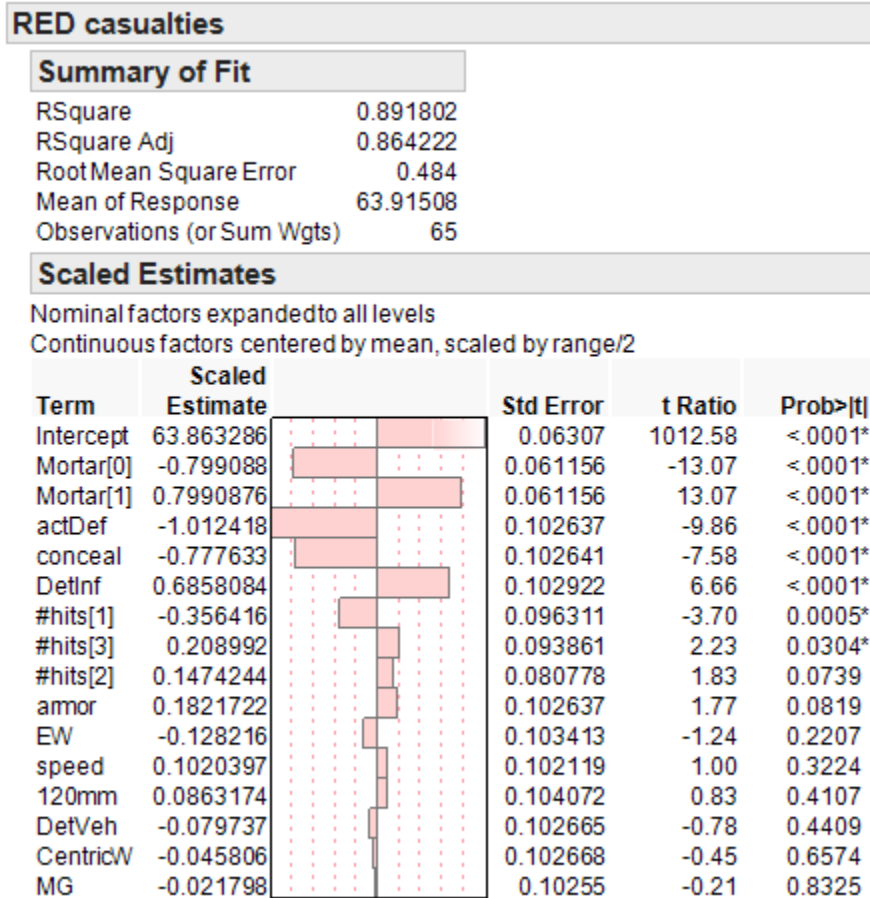 RED casualties
Summary of Fit
RSquare 0.891802
RSquare Adj 0.864222
Root Mean Square Error 0.484
Mean of Response 63.91508
Observations (or Sum Wgts) 65
Scaled Estimates
Nominal factors expanded to all levels
Continuous factors centered by mean, scaled by range/2
Term Scaled Estimate Std Error t Ratio Prob>|t|
Intercept 63.863286 0.06307 1012.58 <.0001*
Mortar[0] -0.799088 0.061156 -13.07 <.0001*
Mortar[1] 0.7990876 0.061156 13.07 <.0001*
actDef -1.012418 0.102637 -9.86 <.0001*
conceal -0.777633 0.102641 -7.58 <.0001*
DetInf 0.6858084 0.102922 6.66 <.0001*
#hits[1] -0.356416 0.096311 -3.70 0.0005*
#hits[3] 0.208992 0.093861 2.23 0.0304*
#hits[2] 0.1474244 0.080778 1.83 0.0739
armor 0.1821722 0.102637 1.77 0.0819
EW -0.128216 0.103413 -1.24 0.2207
speed 0.1020397 0.102119 1.00 0.3224
120mm 0.0863174 0.104072 0.83 0.4107
DetVeh -0.079737 0.102665 -0.78 0.4409
CentricW -0.045806 0.102668 -0.45 0.6574
MG -0.021798 0.10255 -0.21 0.8325